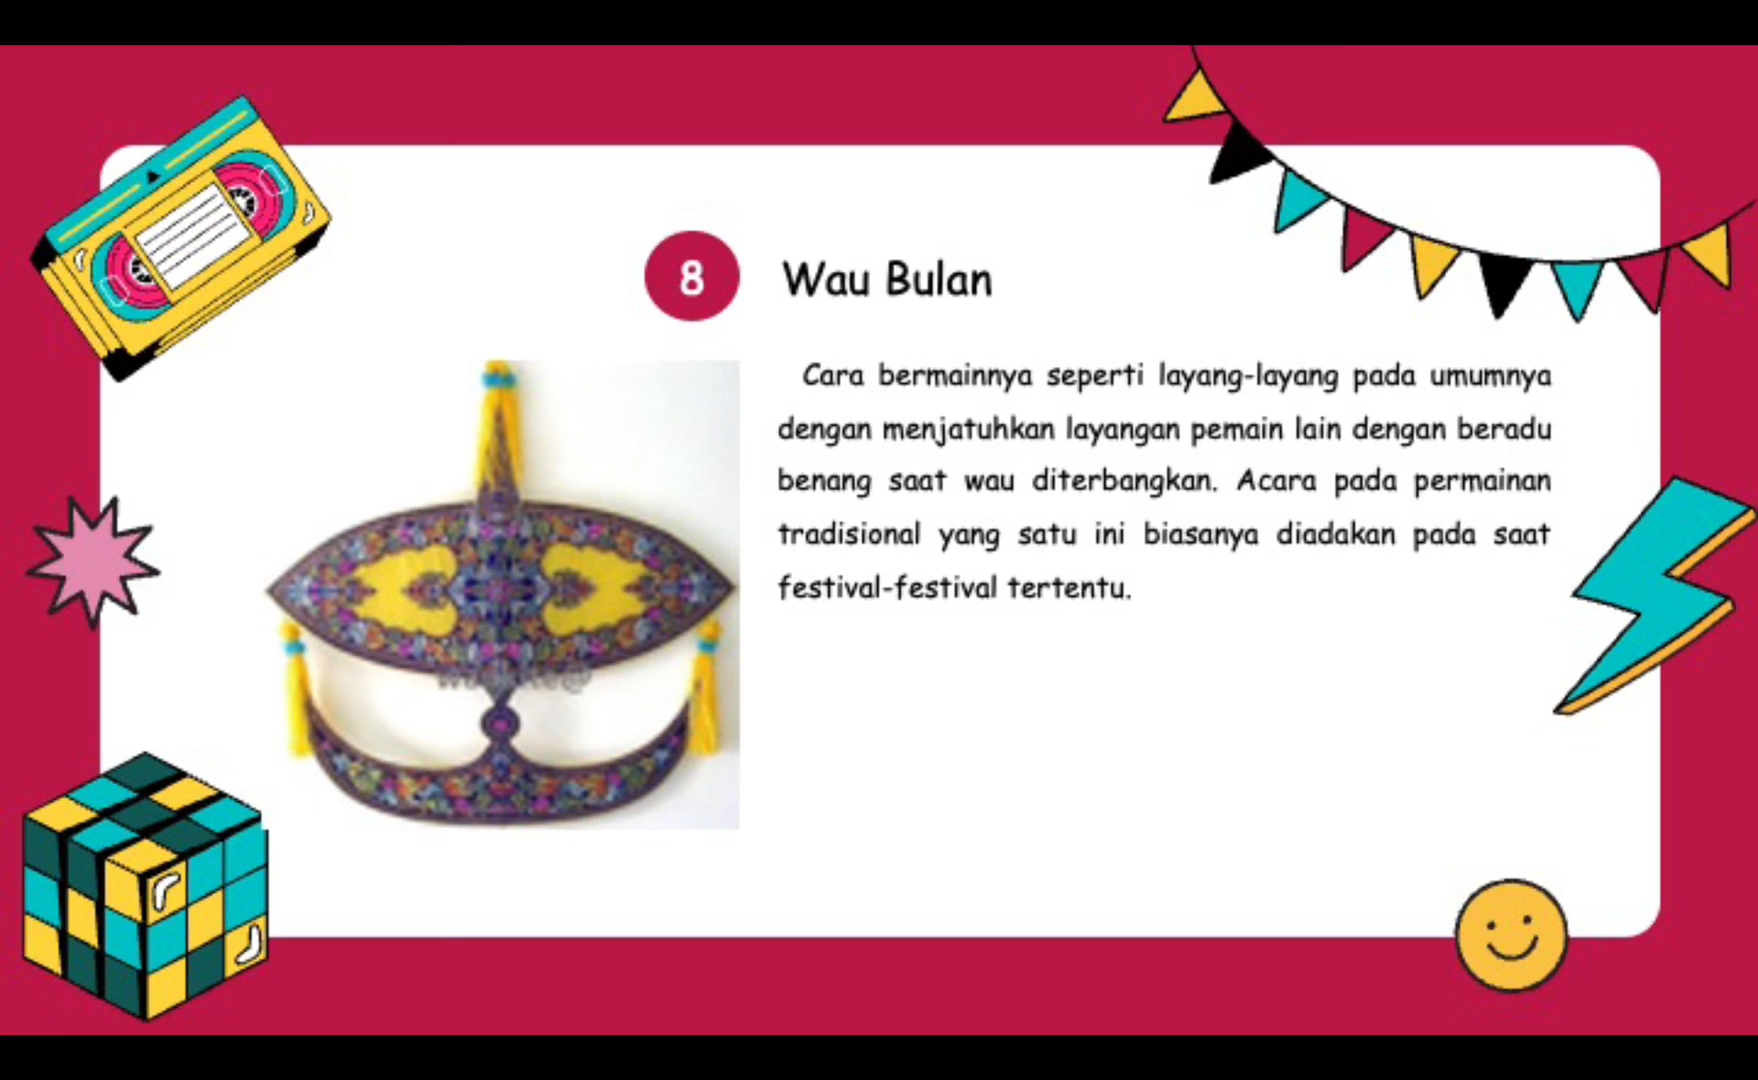 8
Wau Bulan
Cara bermainnya seperti layang-layang pada umumnya
dengan menjatuhkan layangan pemain lain dengan beradu
benang saat wau diterbangkan. Acara pada permainan
tradisional yang satu ini biasanya diadakan pada saat
festival-festival tertentu.